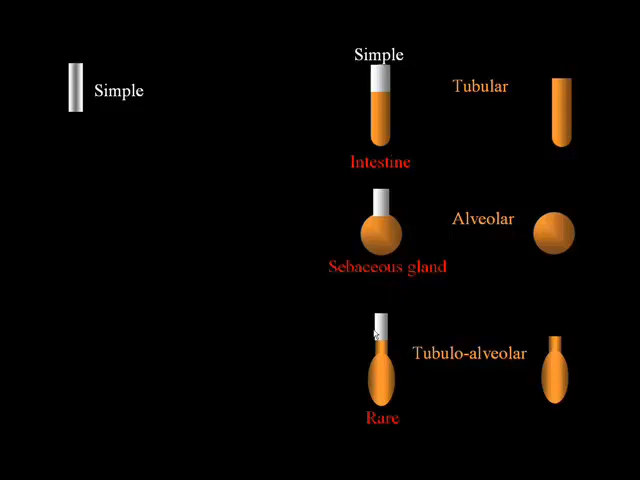 Simple
Simple
Tubular
Intestine
Alveolar
Sebaceous gland
Tubulo-alveolar
Rare